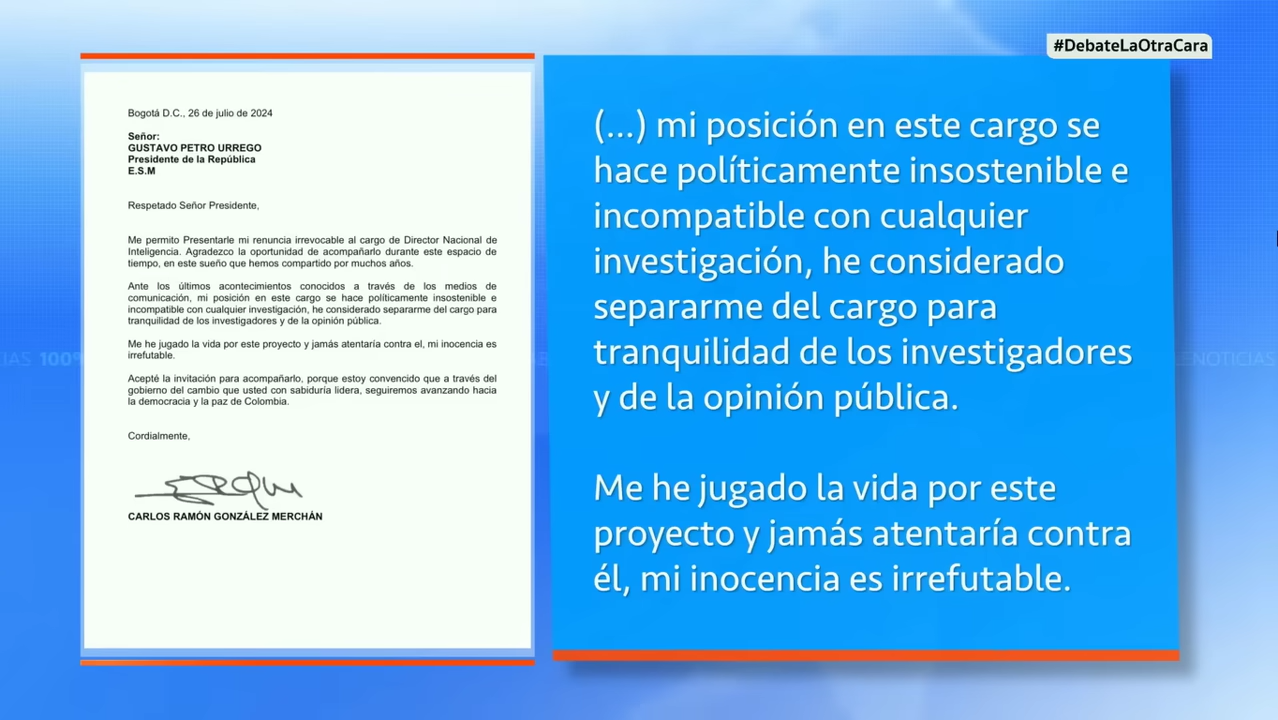 #DebateLaOtraCara
Bogotá D.C., 26 de julio de 2024
Señor:
GUSTAVO PETRO URREGO
Presidente de la República
E.S.M
Respetado Señor Presidente,
Me permito Presentarle mi renuncia irrevocable al cargo de Director Nacional de
Inteligencia. Agradezco la oportunidad de acompañarlo durante este espacio de
tiempo, en este sueño que hemos compartido por muchos años.
Ante los últimos acontecimientos conocidos a través de los medios de
comunicación, mi posición en este cargo se hace políticamente insostenible e
incompatible con cualquier investigación, he considerado separarme del cargo para
tranquilidad de los investigadores y de la opinión pública.
Me he jugado la vida por este proyecto y jamás atentaría contra el, mi inocencia es
irrefutable.
Acepté la invitación para acompañarlo, porque estoy convencido que a través del
gobierno del cambio que usted con sabiduría lidera, seguiremos avanzando hacia
la democracia y la paz de Colombia.
Cordialmente,
CARLOS RAMÓN GONZÁLEZ MERCHÁN
(...) mi posición en este cargo se
hace políticamente insostenible e
incompatible con cualquier
investigación, he considerado
separarme del cargo para
tranquilidad de los investigadores
y de la opinión pública.
Me he jugado la vida por este
proyecto y jamás atentaría contra
él, mi inocencia es irrefutable.